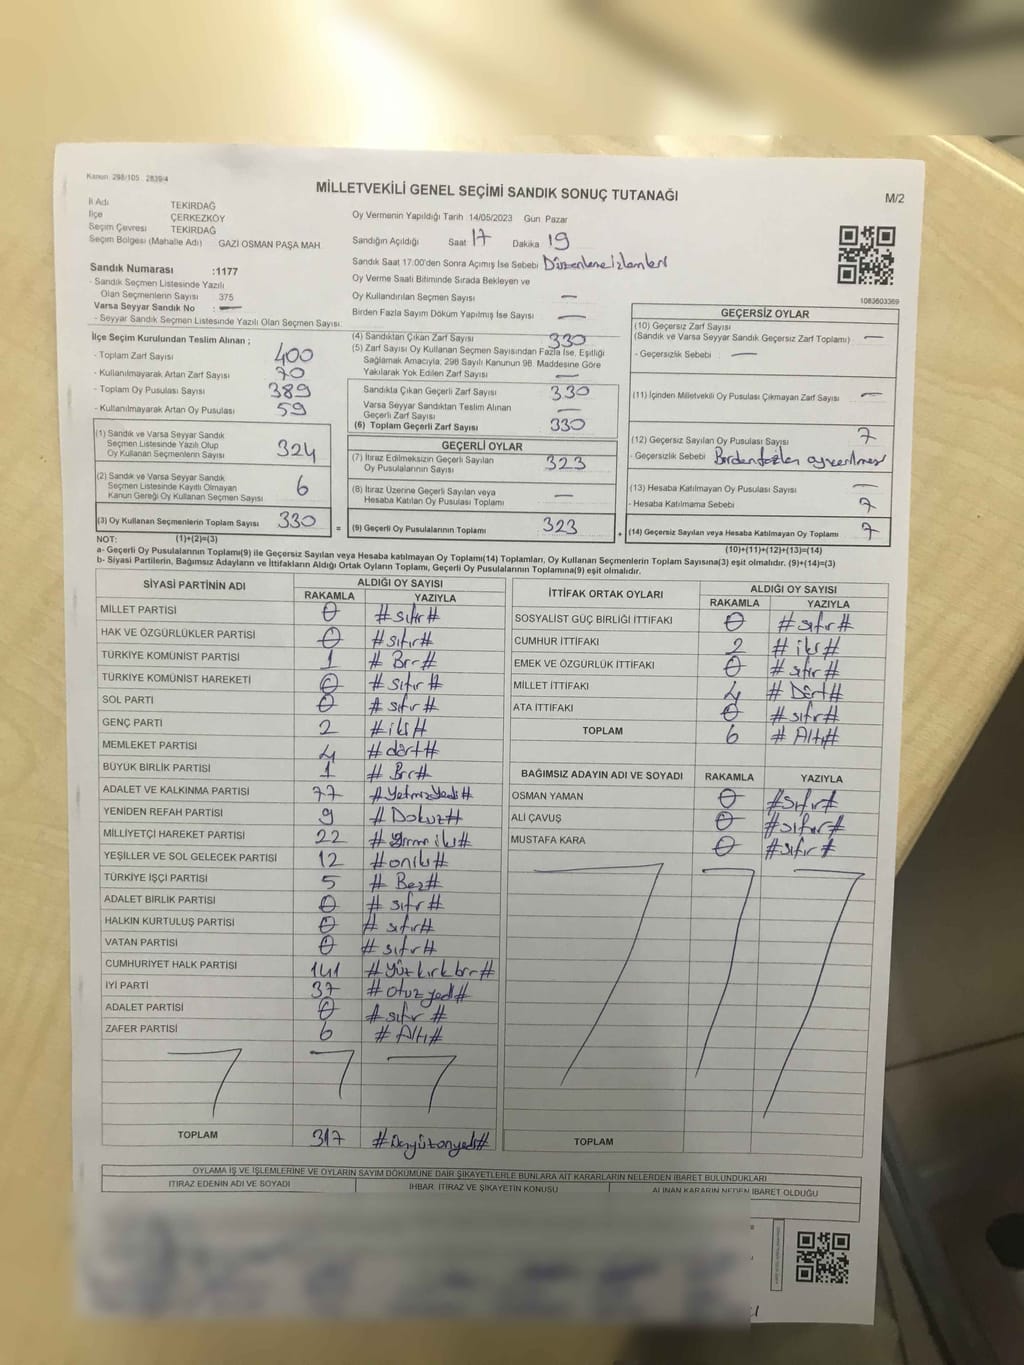 Kanun 298/105 2839/4
MİLLETVEKİLİ GENEL SEÇİMİ SANDIK SONUÇ TUTANAĞI
M/2
İl Adı TEKIRDAĞ
İlçe ÇERKEZKÖY
Seçim Çevresi TEKIRDAĞ
Seçim Bölgesi (Mahalle Adı) GAZİ OSMAN PAŞA MAH.
Sandık Numarası :1177
- Sandık Seçmen Listesinde Yazılı
Olan Seçmenlerin Sayısı 375
Varsa Seyyar Sandık No : —
- Seyyar Sandık Seçmen Listesinde Yazılı Olan Seçmen Sayısı:
İlçe Seçim Kurulundan Teslim Alınan ;
- Toplam Zarf Sayısı 400
- Kullanılmayarak Artan Zarf Sayısı 70
- Toplam Oy Pusulası Sayısı 389
- Kullanılmayarak Artan Oy Pusulası 59
(1) Sandık ve Varsa Seyyar Sandık
Seçmen Listesinde Yazılı Olup
Oy Kullanan Seçmenlerin Sayısı 324
(2) Sandık ve Varsa Seyyar Sandık
Seçmen Listesinde Kayıtlı Olmayan
Kanun Gereği Oy Kullanan Seçmen Sayısı 6
(3) Oy Kullanan Seçmenlerin Toplam Sayısı 330 =
Oy Vermenin Yapıldığı Tarih 14/05/2023 Gün Pazar
Sandığın Açıldığı Saat 17 Dakika 19
Sandık Saat 17:00'den Sonra Açımış İse Sebebi
Oy Verme Saati Bitiminde Sırada Bekleyen ve
Oy Kullandırılan Seçmen Sayısı —
Birden Fazla Sayım Döküm Yapılmış İse Sayısı —
(4) Sandıktan Çıkan Zarf Sayısı 330
(5) Zarf Sayısı Oy Kullanan Seçmen Sayısından Fazla İse, Eşitliği
Sağlamak Amacıyla, 298 Sayılı Kanunun 98. Maddesine Göre
Yakılarak Yok Edilen Zarf Sayısı —
Sandıkta Çıkan Geçerli Zarf Sayısı 330
Varsa Seyyar Sandıktan Teslim Alınan
Geçerli Zarf Sayısı —
(6) Toplam Geçerli Zarf Sayısı 330
GEÇERLİ OYLAR
(7) İtiraz Edilmeksizin Geçerli Sayılan
Oy Pusulalarının Sayısı 323
(8) İtiraz Üzerine Geçerli Sayılan veya
Hesaba Katılan Oy Pusulası Toplamı —
(9) Geçerli Oy Pusulalarının Toplamı 323 +
1083603369
GEÇERSİZ OYLAR
(10) Geçersiz Zarf Sayısı
(Sandık ve Varsa Seyyar Sandık Geçersiz Zarf Toplamı) —
- Geçersizlik Sebebi —
(11) İçinden Milletvekili Oy Pusulası Çıkmayan Zarf Sayısı —
(12) Geçersiz Sayılan Oy Pusulası Sayısı 7
- Geçersizlik Sebebi Birden fazla
(13) Hesaba Katılmayan Oy Pusulası Sayısı —
- Hesaba Katılmama Sebebi 7
(14) Geçersiz Sayılan veya Hesaba Katılmayan Oy Toplamı 7
NOT: (1)+(2)=(3)
(10)+(11)+(12)+(13)=(14)
a- Geçerli Oy Pusulalarının Toplamı(9) ile Geçersiz Sayılan veya Hesaba katılmayan Oy Toplamı(14) Toplamları, Oy Kullanan Seçmenlerin Toplam Sayısına(3) eşit olmalıdır. (9)+(14)=(3)
b- Siyasi Partilerin, Bağımsız Adayların ve İttifakların Aldığı Ortak Oyların Toplamı, Geçerli Oy Pusulalarının Toplamına(9) eşit olmalıdır.
SİYASİ PARTİNİN ADI ALDIĞI OY SAYISI
RAKAMLA YAZIYLA
MİLLET PARTİSİ 0 #sıfır#
HAK VE ÖZGÜRLÜKLER PARTİSİ 0 #sıfır#
TÜRKİYE KOMÜNİST PARTİSİ 1 #Bir#
TÜRKİYE KOMÜNİST HAREKETİ 0 #sıfır#
SOL PARTİ 0 #sıfır#
GENÇ PARTİ 2 #iki#
MEMLEKET PARTİSİ 4 #dört#
BÜYÜK BİRLİK PARTİSİ 1 #Bir#
ADALET VE KALKINMA PARTİSİ 77 #Yetmişyedi#
YENİDEN REFAH PARTİSİ 9 #Dokuz#
MİLLİYETÇİ HAREKET PARTİSİ 22 #Yirmiiki#
YEŞİLLER VE SOL GELECEK PARTİSİ 12 #oniki#
TÜRKİYE İŞÇİ PARTİSİ 5 #Beş#
ADALET BİRLİK PARTİSİ 0 #sıfır#
HALKIN KURTULUŞ PARTİSİ 0 #sıfır#
VATAN PARTİSİ 0 #sıfır#
CUMHURİYET HALK PARTİSİ 141 #Yüzkırkbir#
İYİ PARTİ 37 #otuzyedi#
ADALET PARTİSİ 0 #sıfır#
ZAFER PARTİSİ 6 #Altı#
TOPLAM 317 #Üçyüzonyedi#
İTTİFAK ORTAK OYLARI ALDIĞI OY SAYISI
RAKAMLA YAZIYLA
SOSYALİST GÜÇ BİRLİĞİ İTTİFAKI 0 #sıfır#
CUMHUR İTTİFAKI 2 #iki#
EMEK VE ÖZGÜRLÜK İTTİFAKI 0 #sıfır#
MİLLET İTTİFAKI 4 #Dört#
ATA İTTİFAKI 0 #sıfır#
TOPLAM 6 #Altı#
BAĞIMSIZ ADAYIN ADI VE SOYADI RAKAMLA YAZIYLA
OSMAN YAMAN 0 #sıfır#
ALİ ÇAVUŞ 0 #sıfır#
MUSTAFA KARA 0 #sıfır#
TOPLAM
OYLAMA İŞ VE İŞLEMLERİNE VE OYLARIN SAYIM DÖKÜMÜNE DAİR ŞİKAYETLERLE BUNLARA AİT KARARLARIN NELERDEN İBARET BULUNDUKLARI
İTİRAZ EDENİN ADI VE SOYADI İHBAR İTİRAZ VE ŞİKAYETİN KONUSU ALINAN KARARIN NEDEN İBARET OLDUĞU